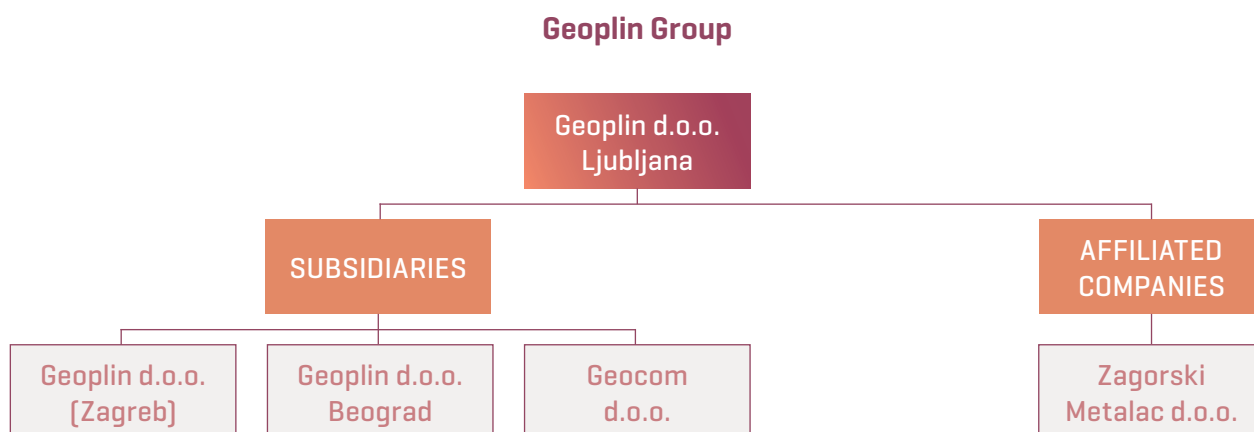 Geoplin Group
Geoplin d.o.o.
Ljubljana
SUBSIDIARIES
AFFILIATED
COMPANIES
Geoplin d.o.o.
(Zagreb)
Geoplin d.o.o.
Beograd
Geocom
d.o.o.
Zagorski
Metalac d.o.o.